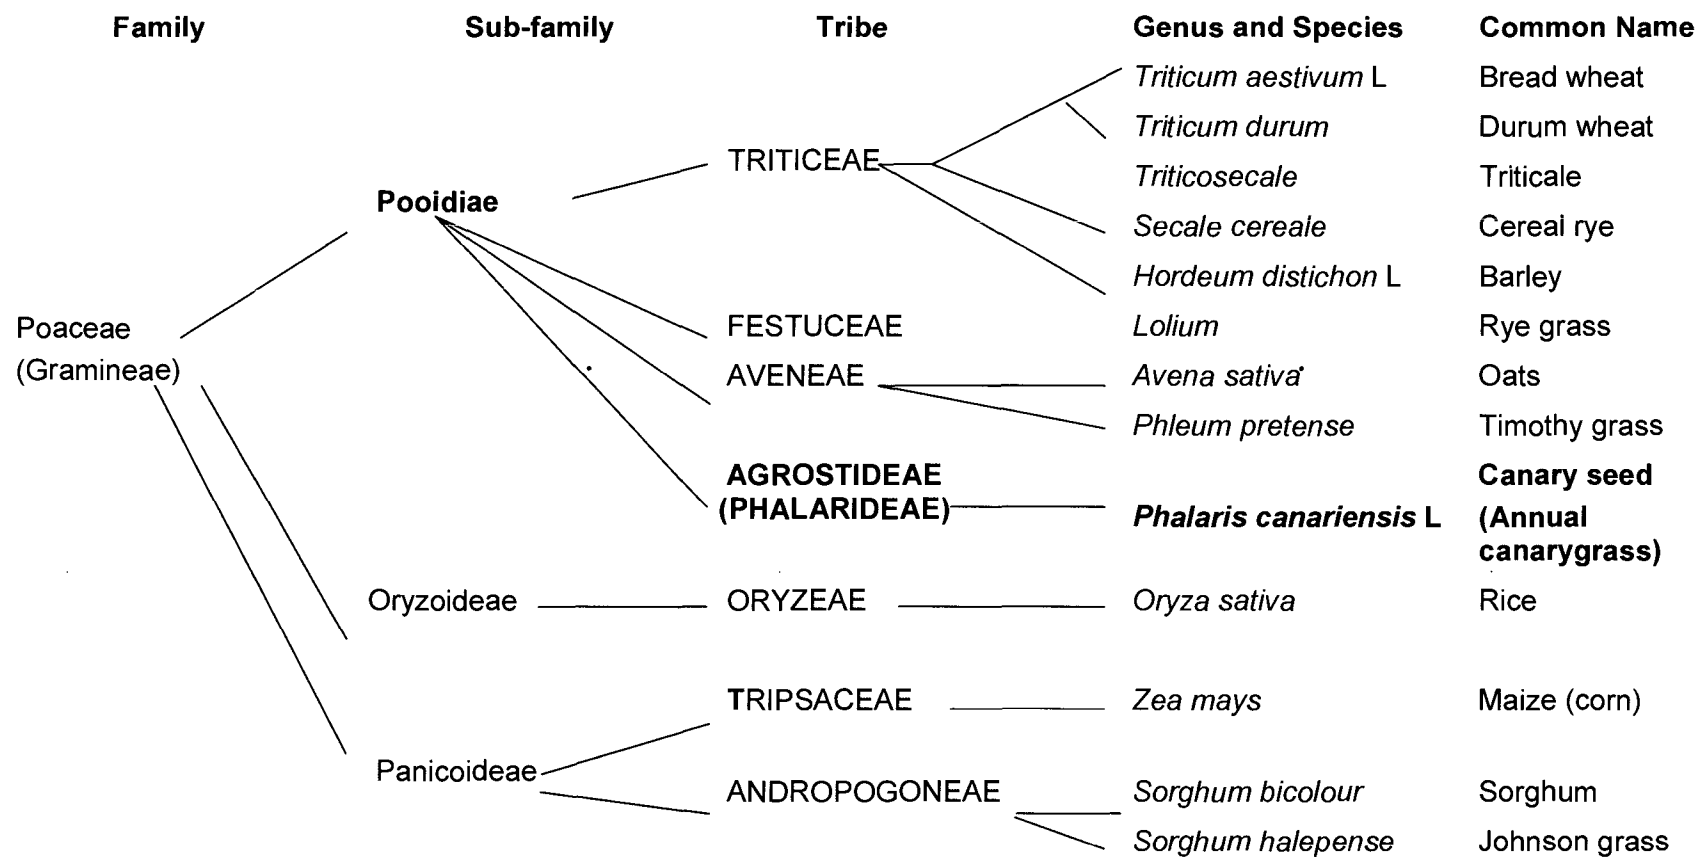 Family Sub-family Tribe Genus and Species Common Name
Triticum aestivum L Bread wheat
Triticum durum Durum wheat
TRITICEAE
Triticosecale Triticale
Pooidiae
Secale cereale Cereal rye
Hordeum distichon L Barley
Poaceae
(Gramineae)
FESTUCEAE Lolium Rye grass
AVENEAE Avena sativa Oats
Phleum pretense Timothy grass
AGROSTIDEAE
(PHALARIDEAE)
Phalaris canariensis L
Canary seed
(Annual
canarygrass)
Oryzoideae ORYZEAE Oryza sativa Rice
TRIPSACEAE Zea mays Maize (corn)
Panicoideae
ANDROPOGONEAE Sorghum bicolour Sorghum
Sorghum halepense Johnson grass